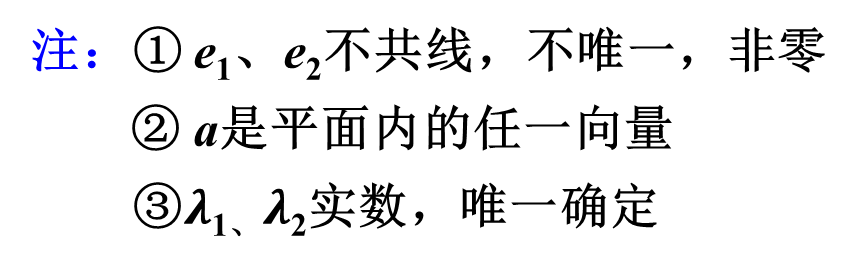 注：① e₁、e₂不共线，不唯一，非零
② a是平面内的任一向量
③λ₁、λ₂实数，唯一确定